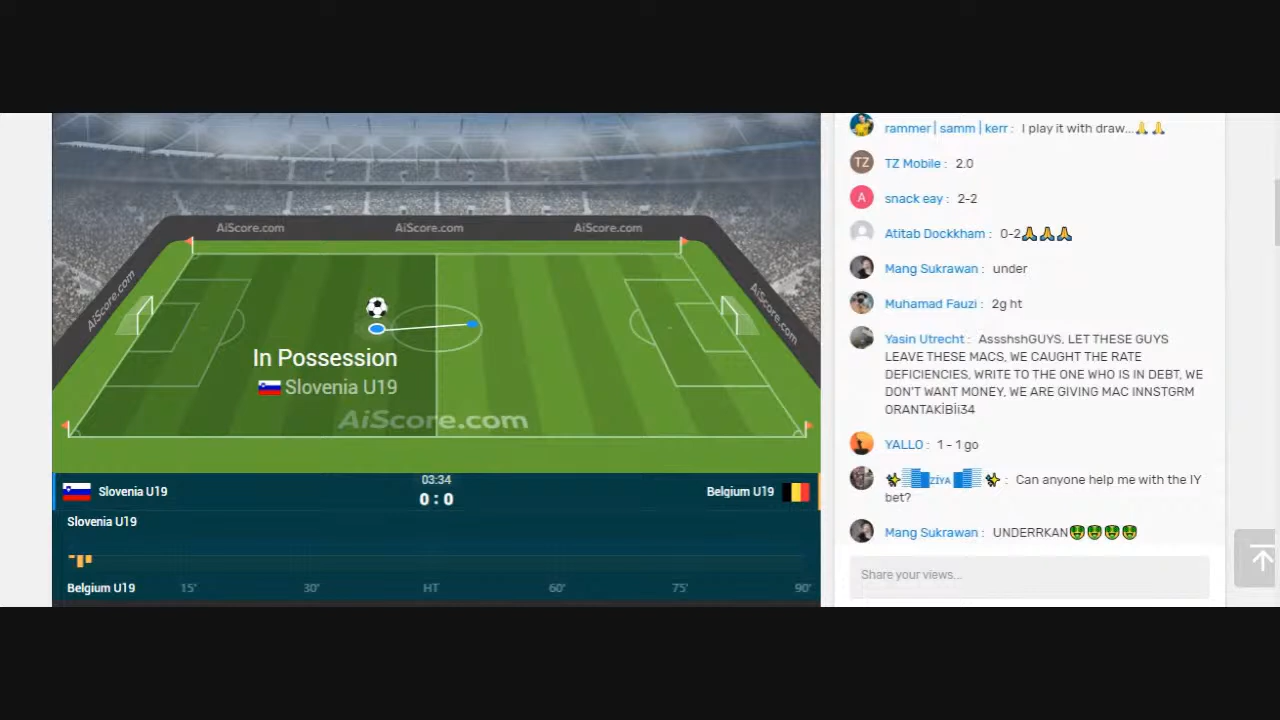 AiScore.com
AiScore.com
AiScore.com
AiScore.com
AiScore.com
In Possession
Slovenia U19
AiScore.com
03:34
Slovenia U19
0 : 0
Belgium U19
Slovenia U19
Belgium U19
15'
30'
HT
60'
75'
90'
rammer | samm | kerr : I play it with draw...🙏🙏
TZ
TZ Mobile : 2.0
A
snack eay : 2-2
Atitab Dockkham : 0-2🙏🙏🙏
Mang Sukrawan : under
Muhamad Fauzi : 2g ht
Yasin Utrecht : AssshshGUYS, LET THESE GUYS
LEAVE THESE MACS, WE CAUGHT THE RATE
DEFICIENCIES, WRITE TO THE ONE WHO IS IN DEBT, WE
DON'T WANT MONEY, WE ARE GIVING MAC INNSTGRM
ORANTAKİBİi34
YALLO : 1 - 1 go
ZİYA : Can anyone help me with the IY
bet?
Mang Sukrawan : UNDERRKAN🤑🤑🤑🤑
Share your views...